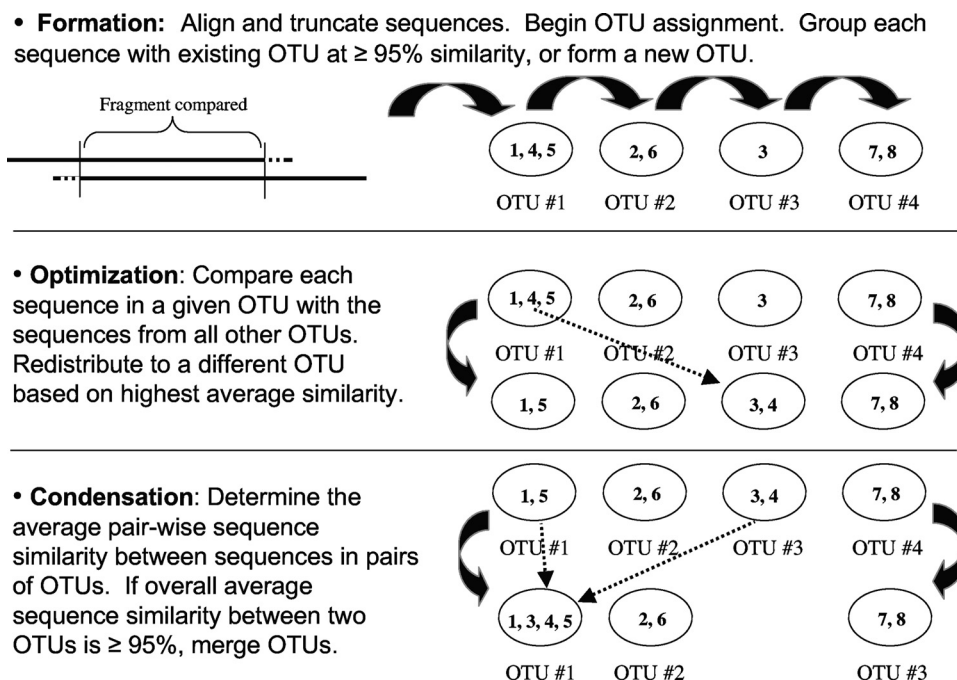 • Formation: Align and truncate sequences. Begin OTU assignment. Group each
sequence with existing OTU at ≥ 95% similarity, or form a new OTU.
Fragment compared
1, 4, 5
2, 6
3
7, 8
OTU #1
OTU #2
OTU #3
OTU #4
• Optimization: Compare each
sequence in a given OTU with the
sequences from all other OTUs.
Redistribute to a different OTU
based on highest average similarity.
1, 4, 5
2, 6
3
7, 8
OTU #1
OTU #2
OTU #3
OTU #4
1, 5
2, 6
3, 4
7, 8
• Condensation: Determine the
average pair-wise sequence
similarity between sequences in pairs
of OTUs. If overall average
sequence similarity between two
OTUs is ≥ 95%, merge OTUs.
1, 5
2, 6
3, 4
7, 8
OTU #1
OTU #2
OTU #3
OTU #4
1, 3, 4, 5
2, 6
7, 8
OTU #1
OTU #2
OTU #3